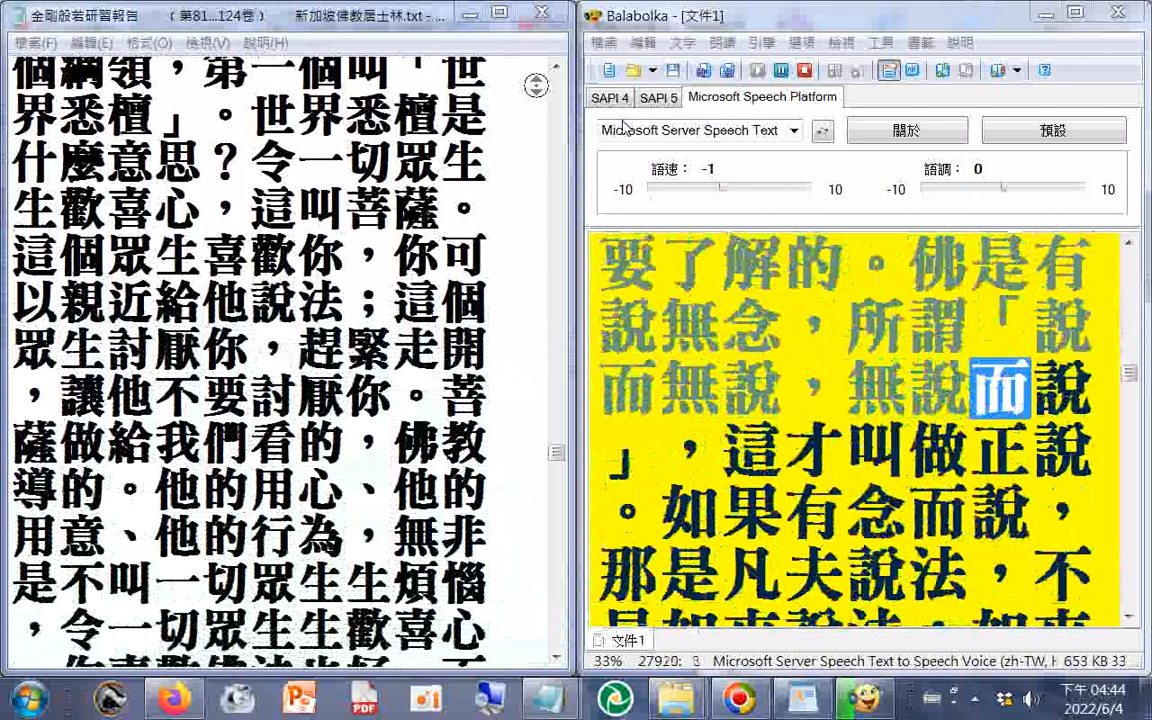 金剛般若研習報告 （第81...124卷） 新加坡佛教居士林.txt - ...
檔案(F) 編輯(E) 格式(O) 檢視(V) 說明(H)
個綱領，第一個叫「世
界悉檀」。世界悉檀是
什麼意思？令一切眾生
生歡喜心，這叫菩薩。
這個眾生喜歡你，你可
以親近給他說法；這個
眾生討厭你，趕緊走開
，讓他不要討厭你。菩
薩做給我們看的，佛教
導的。他的用心、他的
用意、他的行為，無非
是不叫一切眾生生煩惱
，令一切眾生生歡喜心
Balabolka - [文件1]
檔案 編輯 文字 朗讀 引擎 選項 檢視 工具 書籤 說明
SAPI 4 SAPI 5 Microsoft Speech Platform
Microsoft Server Speech Text 關於 預設
語速： -1 語調： 0
-10 10 -10 10
要了解的。佛是有
說無念，所謂「說
而無說，無說而說
」，這才叫做正說
。如果有念而說，
那是凡夫說法，不
是如來說法。如來
文件1
33% 27920: Microsoft Server Speech Text to Speech Voice (zh-TW, H 653 KB 33
下午 04:44
2022/6/4